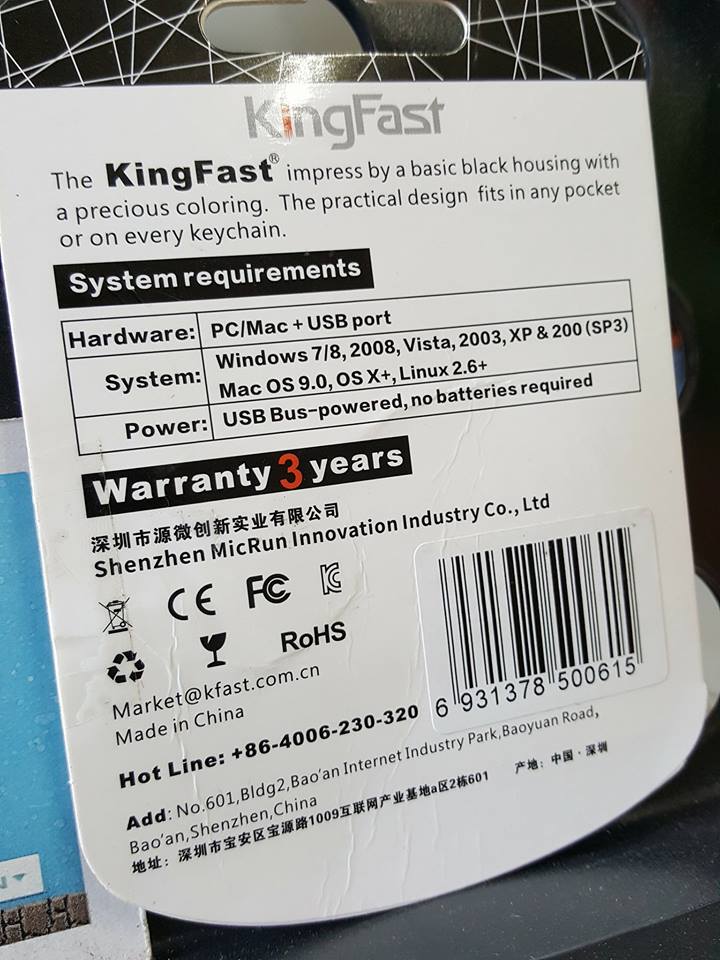 KingFast
The KingFast® impress by a basic black housing with
a precious coloring. The practical design fits in any pocket
or on every keychain.
System requirements
Hardware: PC/Mac + USB port
System: Windows 7/8, 2008, Vista, 2003, XP & 200 (SP3)
Mac OS 9.0, OS X+, Linux 2.6+
Power: USB Bus-powered, no batteries required
Warranty 3 years
深圳市源微创新实业有限公司
Shenzhen MicRun Innovation Industry Co., Ltd
CE FC
RoHS
Market@kfast.com.cn
Made in China
6 931378 500615
Hot Line: +86-4006-230-320
Add: No.601,Bldg2,Bao'an Internet Industry Park,Baoyuan Road,
Bao'an,Shenzhen,China
产地: 中国·深圳
地址: 深圳市宝安区宝源路1009互联网产业基地a区2栋601